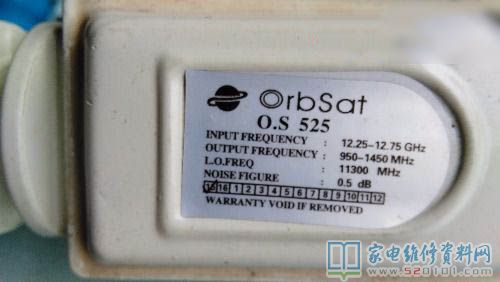 OrbSat
O.S 525
INPUT FREQUENCY : 12.25-12.75 GHz
OUTPUT FREQUENCY : 950-1450 MHz
L.O.FREQ : 11300 MHz
NOISE FIGURE : 0.5 dB
15 16 1 2 3 4 5 6 7 8 9 10 11 12
WARRANTY VOID IF REMOVED
家电维修资料网
www.520101.com